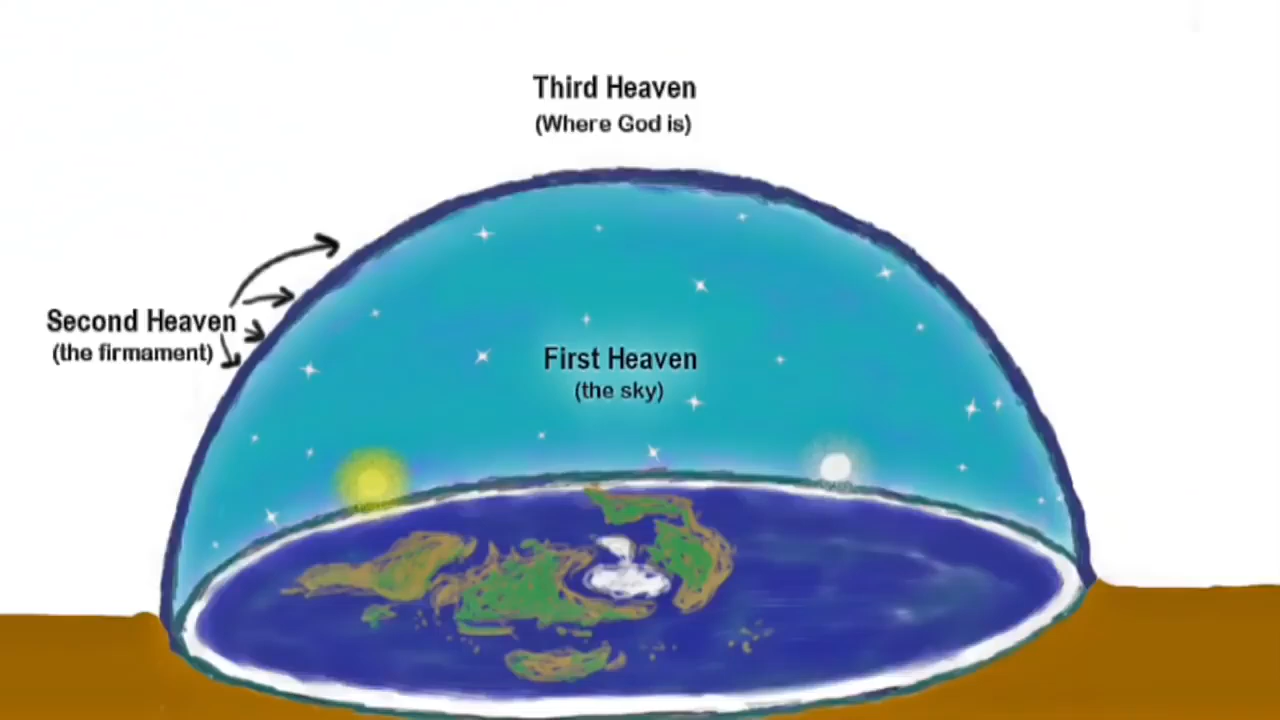 Third Heaven
(Where God is)
Second Heaven
(the firmament)
First Heaven
(the sky)